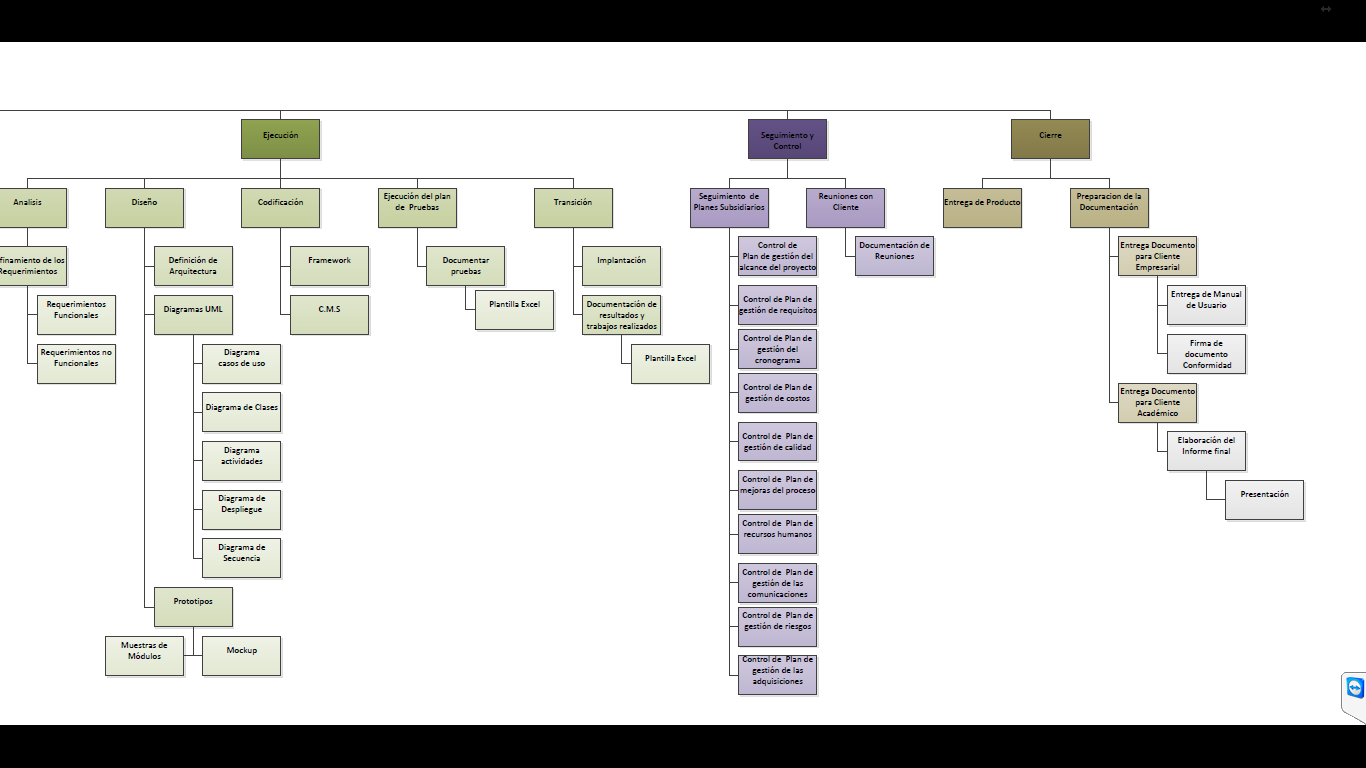 Ejecución
Seguimiento y
Control
Cierre
Analisis
Diseño
Codificación
Ejecución del plan
de Pruebas
Transición
Seguimiento de
Planes Subsidiarios
Reuniones con
Cliente
Entrega de Producto
Preparacion de la
Documentación
finamiento de los
Requerimientos
Requerimientos
Funcionales
Requerimientos no
Funcionales
Definición de
Arquitectura
Diagramas UML
Diagrama
casos de uso
Diagrama de Clases
Diagrama
actividades
Diagrama de
Despliegue
Diagrama de
Secuencia
Prototipos
Muestras de
Módulos
Mockup
Framework
C.M.S
Documentar
pruebas
Plantilla Excel
Implantación
Documentación de
resultados y
trabajos realizados
Plantilla Excel
Control de
Plan de gestión del
alcance del proyecto
Control de Plan de
gestión de requisitos
Control de Plan de
gestión del
cronograma
Control de Plan de
gestión de costos
Control de Plan de
gestión de calidad
Control de Plan de
mejoras del proceso
Control de Plan de
recursos humanos
Control de Plan de
gestión de las
comunicaciones
Control de Plan de
gestión de riesgos
Control de Plan de
gestión de las
adquisiciones
Documentación de
Reuniones
Entrega Documento
para Cliente
Empresarial
Entrega de Manual
de Usuario
Firma de
documento
Conformidad
Entrega Documento
para Cliente
Académico
Elaboración del
Informe final
Presentación